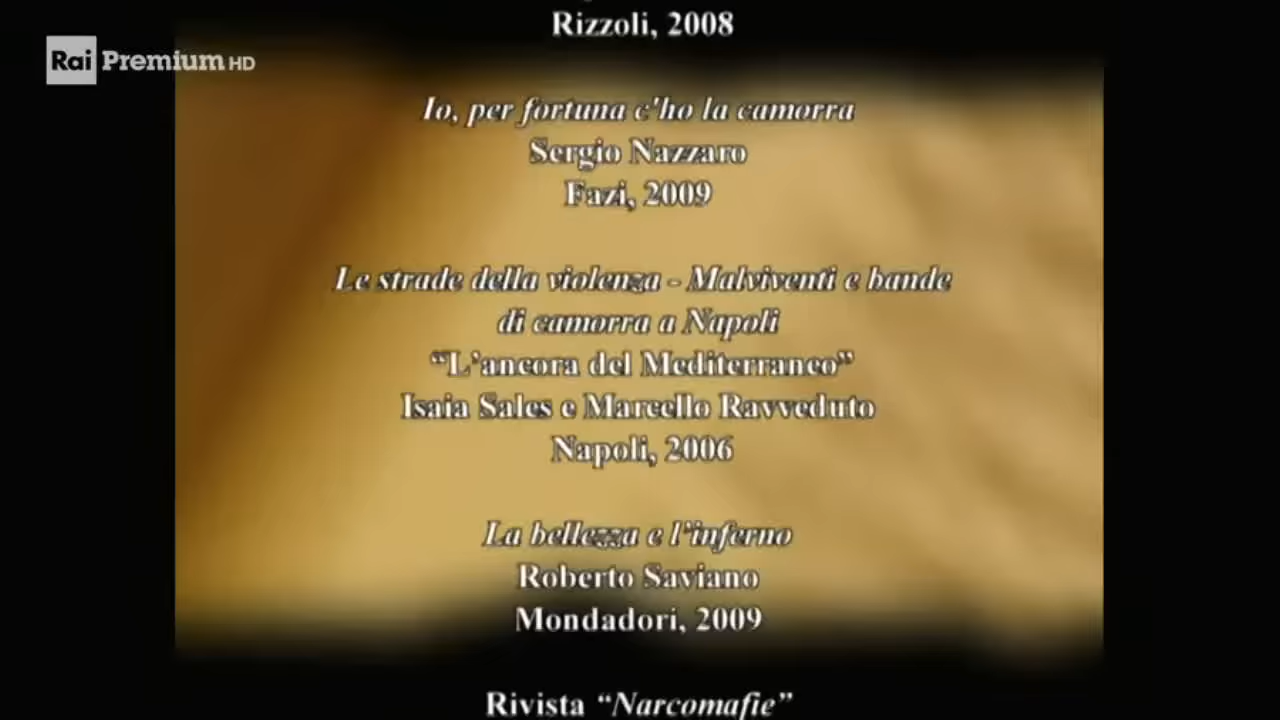 Rizzoli, 2008
Rai Premium HD
Io, per fortuna c'ho la camorra
Sergio Nazzaro
Fazi, 2009
Le strade della violenza - Malviventi e bande
di camorra a Napoli
“L’ancora del Mediterraneo”
Isaia Sales e Marcello Ravveduto
Napoli, 2006
La bellezza e l’inferno
Roberto Saviano
Mondadori, 2009
Rivista “Narcomafie”